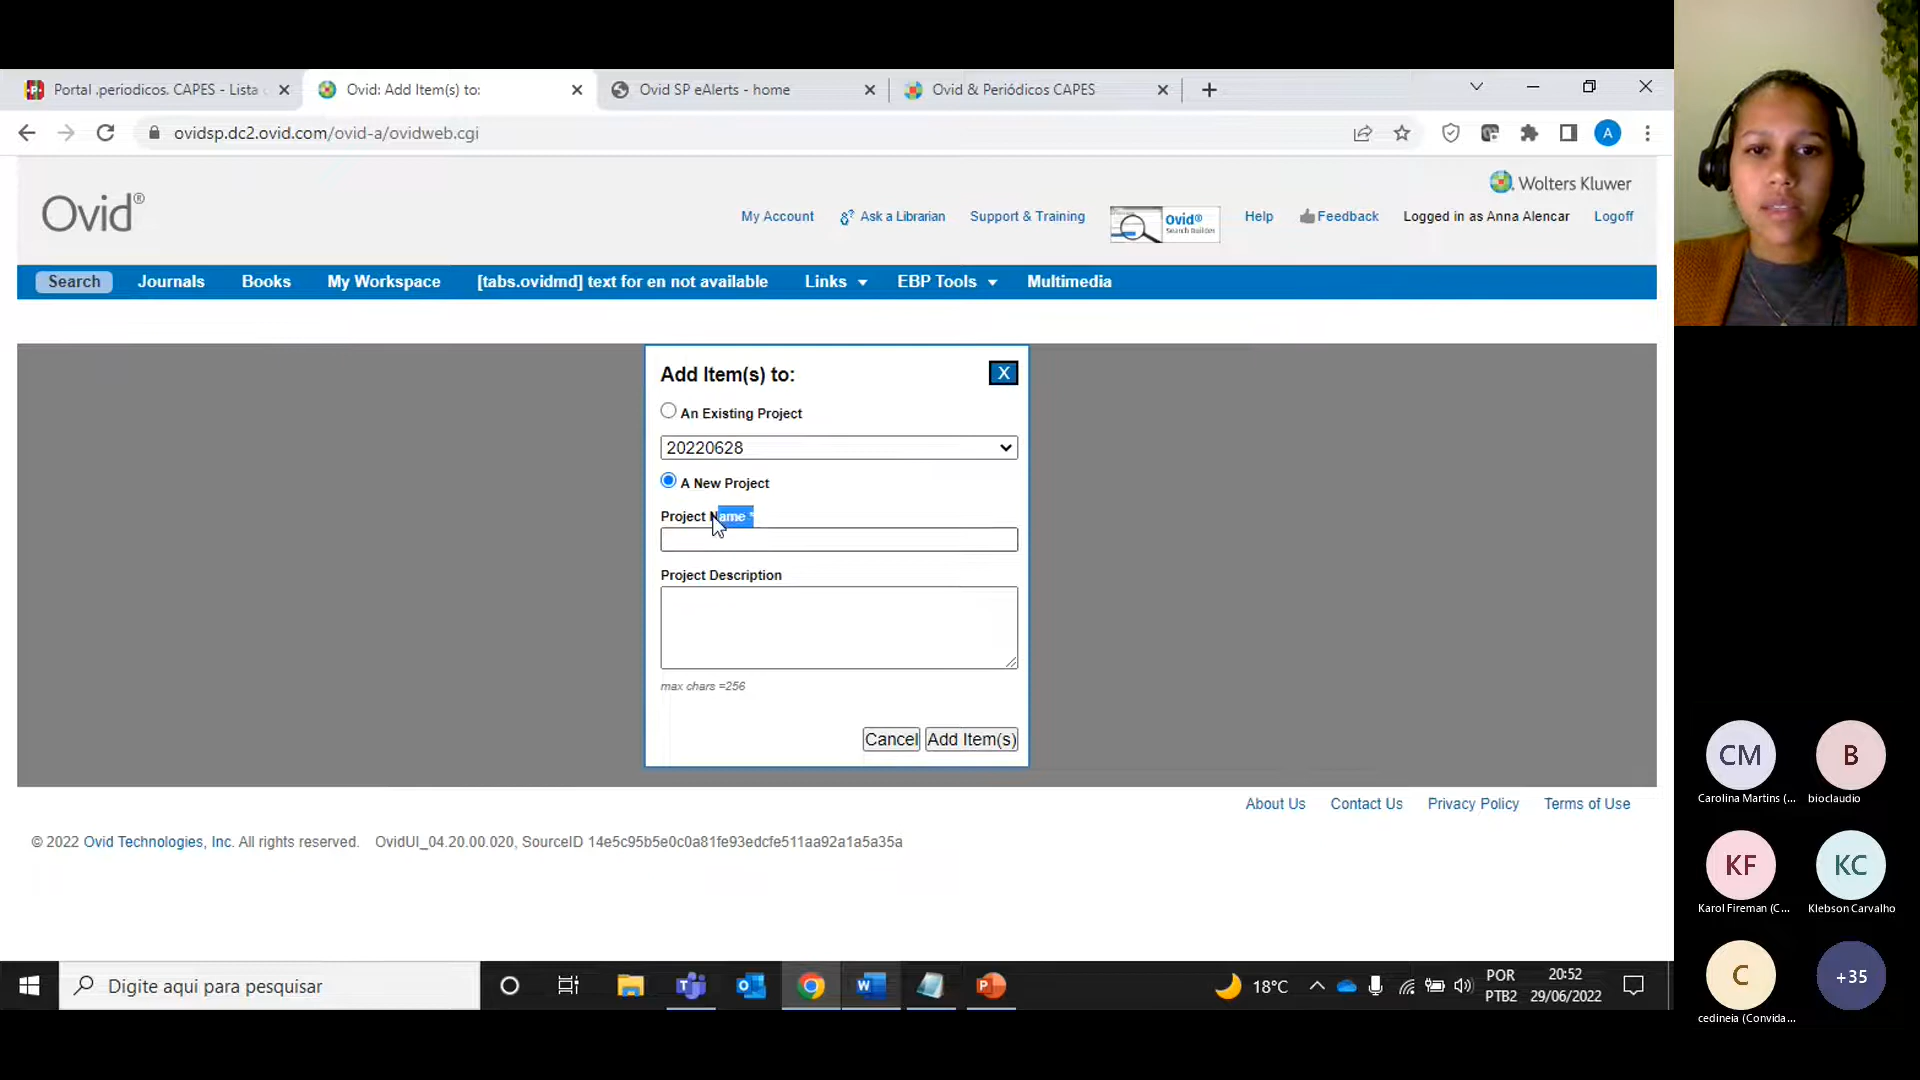 Portal .periodicos. CAPES - Lista
Ovid: Add Item(s) to:
Ovid SP eAlerts - home
Ovid & Periódicos CAPES
ovidsp.dc2.ovid.com/ovid-a/ovidweb.cgi
A
Wolters Kluwer
Ovid®
My Account
Ask a Librarian
Support & Training
Ovid®
Search Builder
Help
Feedback
Logged in as Anna Alencar
Logoff
Search
Journals
Books
My Workspace
[tabs.ovidmd] text for en not available
Links
EBP Tools
Multimedia
Add Item(s) to:
X
An Existing Project
20220628
A New Project
Project Name *
Project Description
max chars =256
Cancel
Add Item(s)
About Us
Contact Us
Privacy Policy
Terms of Use
© 2022 Ovid Technologies, Inc. All rights reserved. OvidUI_04.20.00.020, SourceID 14e5c95b5e0c0a81fe93edcfe511aa92a1a5a35a
CM
Carolina Martins (...
B
bioclaudio
KF
Karol Fireman (C...
KC
Klebson Carvalho
C
cedineia (Convida...
+35
Digite aqui para pesquisar
18°C
POR
PTB2
20:52
29/06/2022